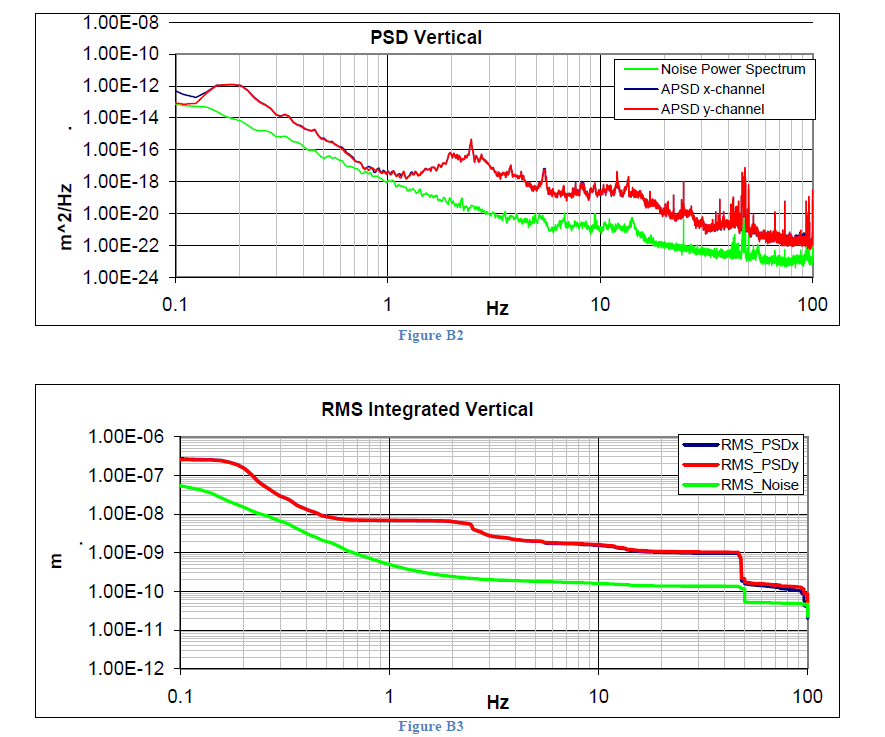 PSD Vertical
1.00E-08
1.00E-10
1.00E-12
1.00E-14
1.00E-16
1.00E-18
1.00E-20
1.00E-22
1.00E-24
m^2/Hz
Noise Power Spectrum
APSD x-channel
APSD y-channel
0.1 1 10 100
Hz
Figure B2
RMS Integrated Vertical
1.00E-06
1.00E-07
1.00E-08
1.00E-09
1.00E-10
1.00E-11
1.00E-12
m
RMS_PSDx
RMS_PSDy
RMS_Noise
0.1 1 10 100
Hz
Figure B3